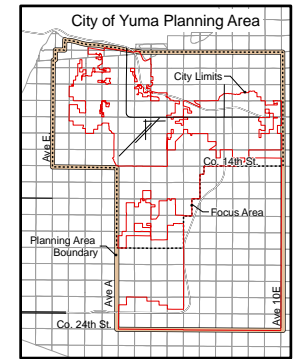 City of Yuma Planning Area
City Limits
Ave E
Co. 14th St.
Focus Area
Planning Area
Boundary
Ave A
Ave 10E
Co. 24th St.